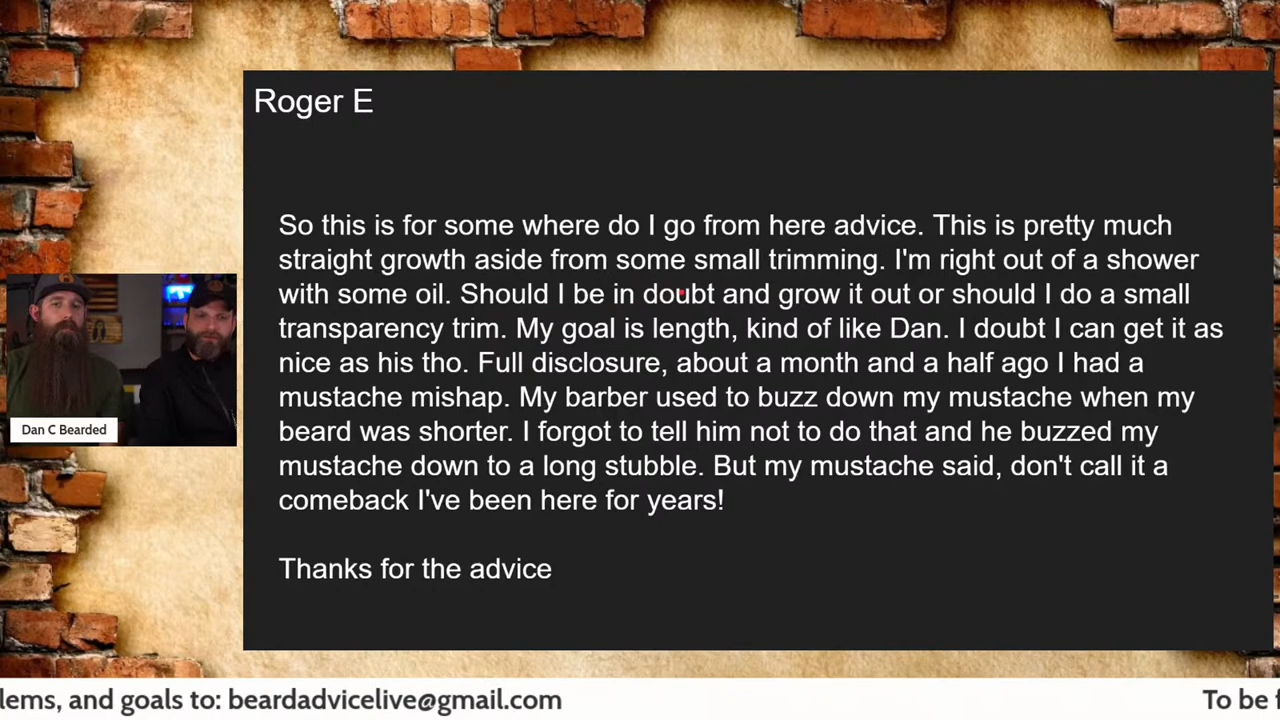 Roger E
So this is for some where do I go from here advice. This is pretty much
straight growth aside from some small trimming. I'm right out of a shower
with some oil. Should I be in doubt and grow it out or should I do a small
transparency trim. My goal is length, kind of like Dan. I doubt I can get it as
nice as his tho. Full disclosure, about a month and a half ago I had a
mustache mishap. My barber used to buzz down my mustache when my
beard was shorter. I forgot to tell him not to do that and he buzzed my
mustache down to a long stubble. But my mustache said, don't call it a
comeback I've been here for years!
Thanks for the advice
Dan C Bearded
lems, and goals to: beardadvicelive@gmail.com
To be f